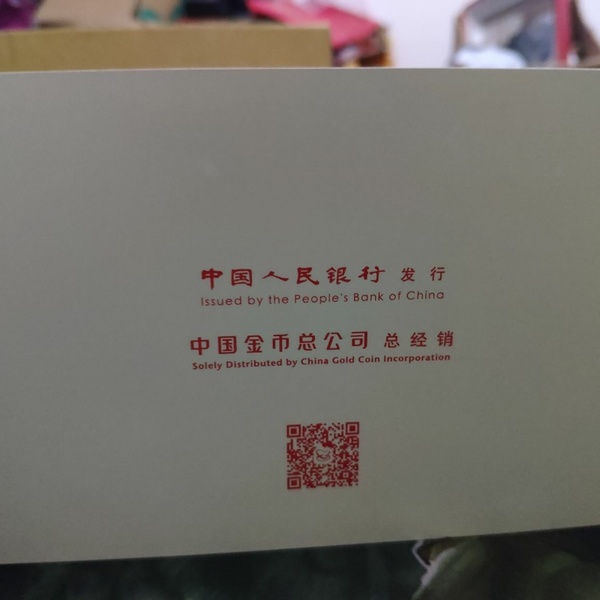 中国人民银行 发行
Issued by the People's Bank of China
中国金币总公司 总经销
Solely Distributed by China Gold Coin Incorporation